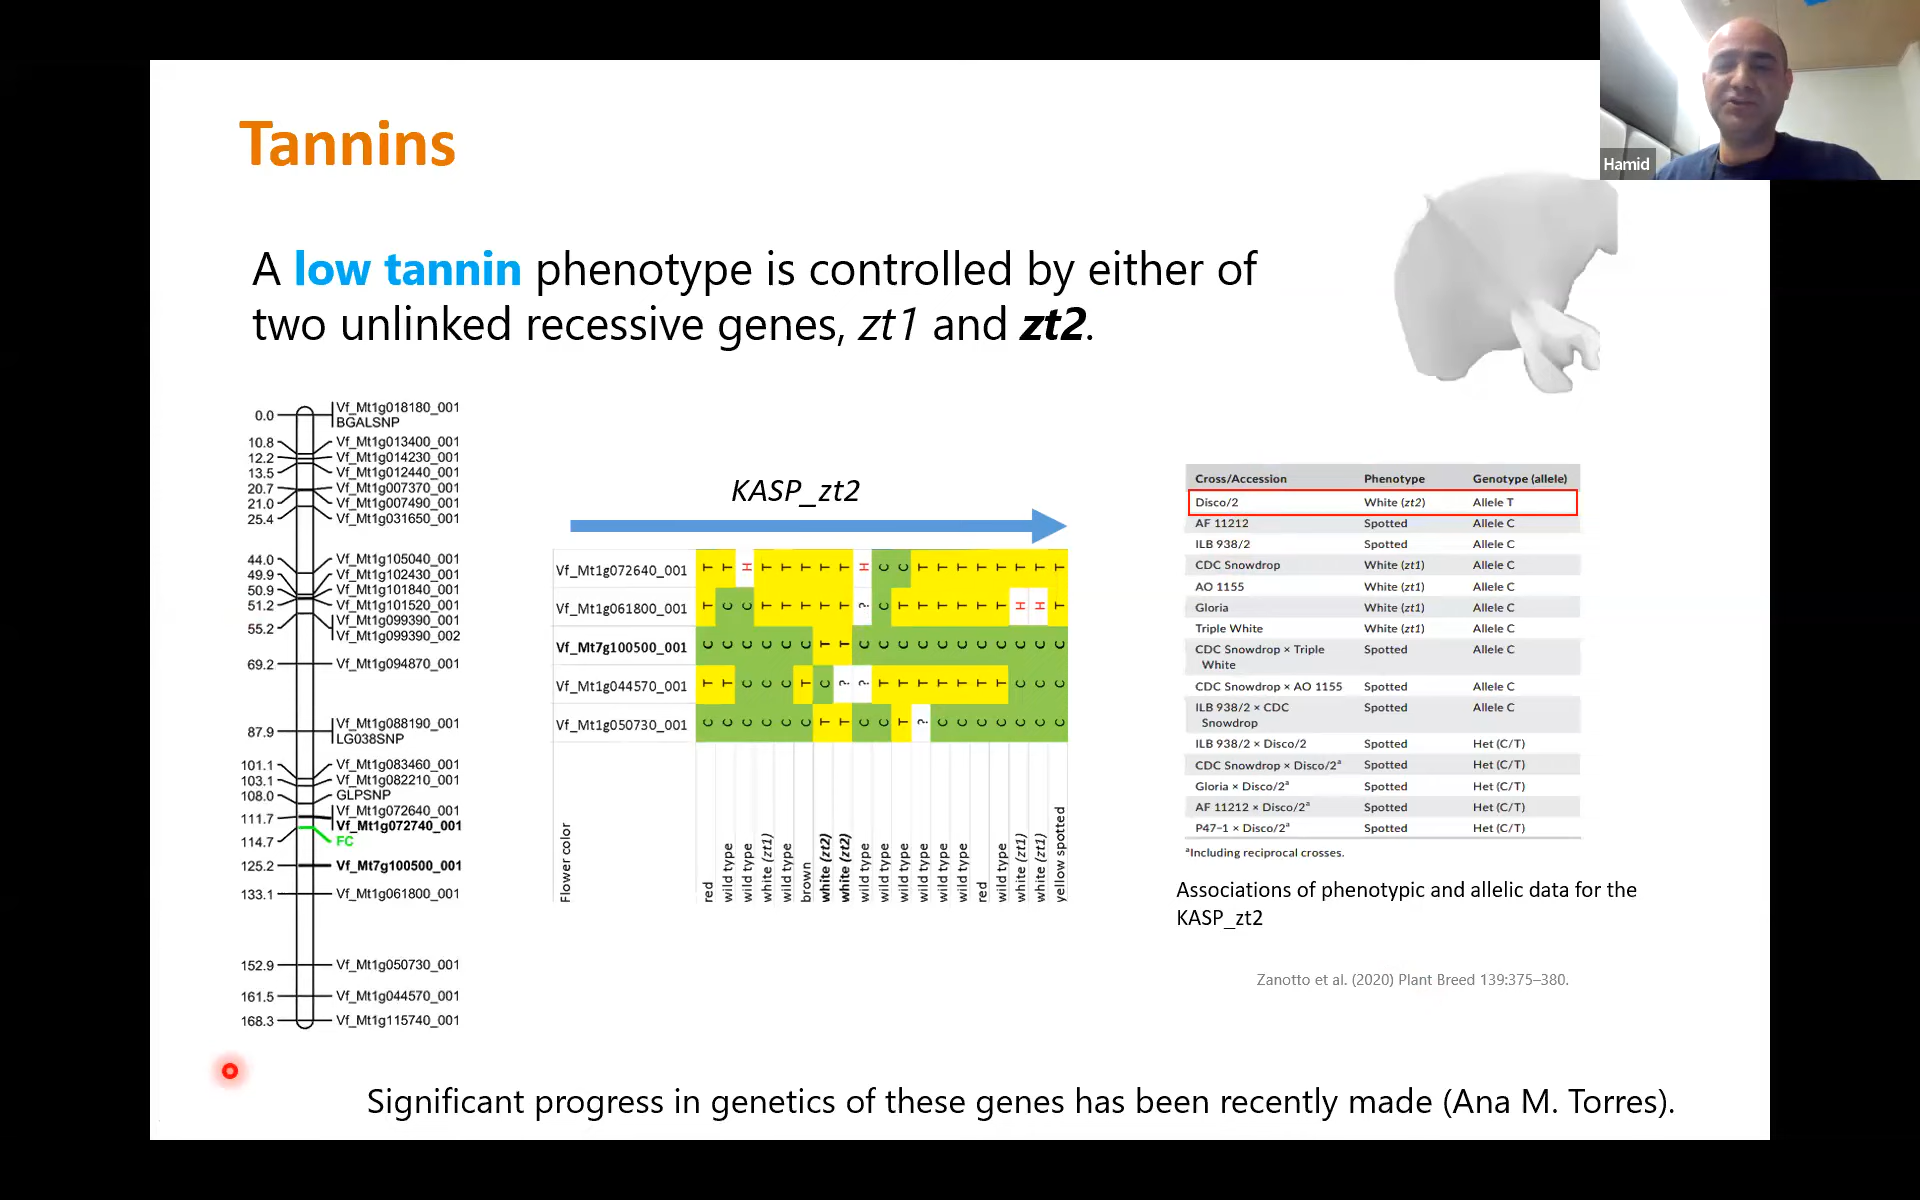 Hamid
Tannins
A low tannin phenotype is controlled by either of
two unlinked recessive genes, zt1 and zt2.
0.0 Vf_Mt1g018180_001
BGALSNP
10.8 Vf_Mt1g013400_001
12.2 Vf_Mt1g014230_001
13.5 Vf_Mt1g012440_001
20.7 Vf_Mt1g007370_001
21.0 Vf_Mt1g007490_001
25.4 Vf_Mt1g031650_001
44.0 Vf_Mt1g105040_001
49.9 Vf_Mt1g102430_001
50.9 Vf_Mt1g101840_001
51.2 Vf_Mt1g101520_001
55.2 Vf_Mt1g099390_001
Vf_Mt1g099390_002
69.2 Vf_Mt1g094870_001
87.9 Vf_Mt1g088190_001
LG038SNP
101.1 Vf_Mt1g083460_001
103.1 Vf_Mt1g082210_001
108.0 GLPSNP
111.7 Vf_Mt1g072640_001
Vf_Mt1g072740_001
114.7 FC
125.2 Vf_Mt7g100500_001
133.1 Vf_Mt1g061800_001
152.9 Vf_Mt1g050730_001
161.5 Vf_Mt1g044570_001
168.3 Vf_Mt1g115740_001
KASP_zt2
Vf_Mt1g072640_001 T T H T T T T T H C C T T T T T T T T
Vf_Mt1g061800_001 T C C T T T T T ? C T T T T T T H H T
Vf_Mt7g100500_001 C C C C C C T T C C C C C C C C C C C
Vf_Mt1g044570_001 T T C C C T C ? ? T T T T T T T C C C
Vf_Mt1g050730_001 C C C C C C T T C C T ? C C C C C C C
Flower color
red
wild type
wild type
white (zt1)
wild type
brown
white (zt2)
white (zt2)
wild type
wild type
wild type
wild type
wild type
wild type
red
wild type
white (zt1)
white (zt1)
yellow spotted
Cross/Accession Phenotype Genotype (allele)
Disco/2 White (zt2) Allele T
AF 11212 Spotted Allele C
ILB 938/2 Spotted Allele C
CDC Snowdrop White (zt1) Allele C
AO 1155 White (zt1) Allele C
Gloria White (zt1) Allele C
Triple White White (zt1) Allele C
CDC Snowdrop × Triple Spotted Allele C
White
CDC Snowdrop × AO 1155 Spotted Allele C
ILB 938/2 × CDC Spotted Allele C
Snowdrop
ILB 938/2 × Disco/2 Spotted Het (C/T)
CDC Snowdrop × Disco/2a Spotted Het (C/T)
Gloria × Disco/2a Spotted Het (C/T)
AF 11212 × Disco/2a Spotted Het (C/T)
P47-1 × Disco/2a Spotted Het (C/T)
aIncluding reciprocal crosses.
Associations of phenotypic and allelic data for the
KASP_zt2
Zanotto et al. (2020) Plant Breed 139:375–380.
Significant progress in genetics of these genes has been recently made (Ana M. Torres).